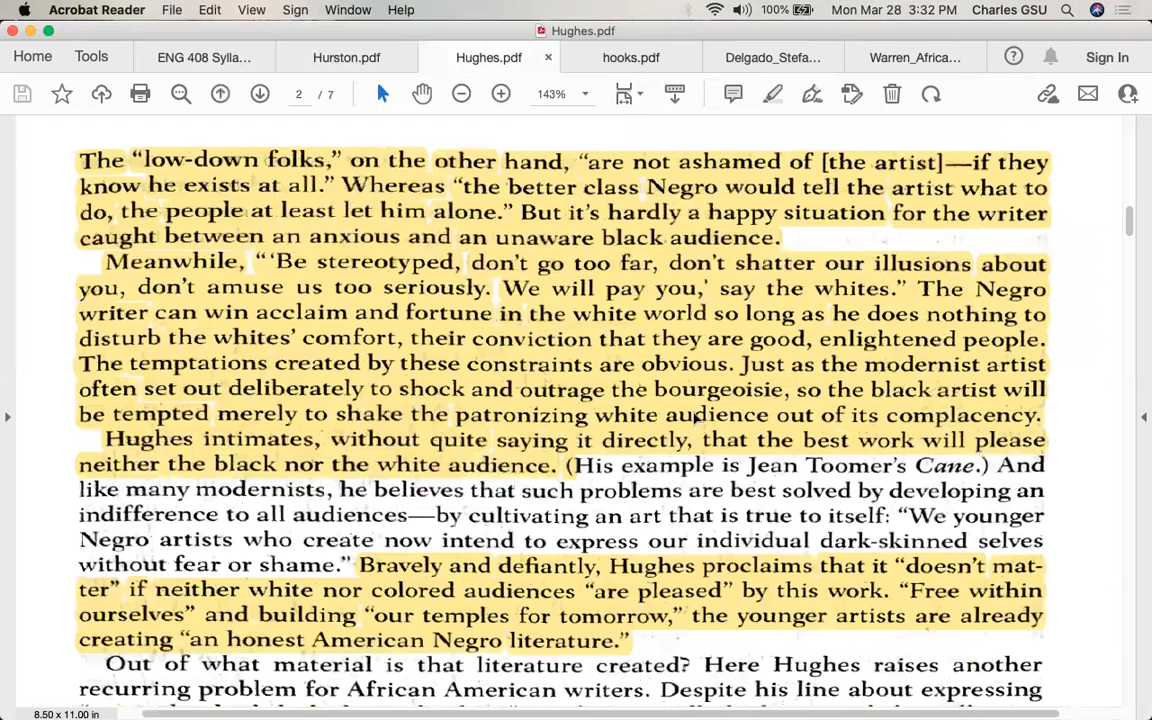 Acrobat Reader File Edit View Sign Window Help 100% Mon Mar 28 3:32 PM Charles GSU
Hughes.pdf
Home Tools ENG 408 Sylla... Hurston.pdf Hughes.pdf × hooks.pdf Delgado_Stefa... Warren_Africa... Sign In
2 / 7 143%
The “low-down folks,” on the other hand, “are not ashamed of [the artist]—if they
know he exists at all.” Whereas “the better class Negro would tell the artist what to
do, the people at least let him alone.” But it’s hardly a happy situation for the writer
caught between an anxious and an unaware black audience.
Meanwhile, “‘Be stereotyped, don’t go too far, don’t shatter our illusions about
you, don’t amuse us too seriously. We will pay you,’ say the whites.” The Negro
writer can win acclaim and fortune in the white world so long as he does nothing to
disturb the whites’ comfort, their conviction that they are good, enlightened people.
The temptations created by these constraints are obvious. Just as the modernist artist
often set out deliberately to shock and outrage the bourgeoisie, so the black artist will
be tempted merely to shake the patronizing white audience out of its complacency.
Hughes intimates, without quite saying it directly, that the best work will please
neither the black nor the white audience. (His example is Jean Toomer’s Cane.) And
like many modernists, he believes that such problems are best solved by developing an
indifference to all audiences—by cultivating an art that is true to itself: “We younger
Negro artists who create now intend to express our individual dark-skinned selves
without fear or shame.” Bravely and defiantly, Hughes proclaims that it “doesn’t mat-
ter” if neither white nor colored audiences “are pleased” by this work. “Free within
ourselves” and building “our temples for tomorrow,” the younger artists are already
creating “an honest American Negro literature.”
Out of what material is that literature created? Here Hughes raises another
recurring problem for African American writers. Despite his line about expressing
8.50 x 11.00 in